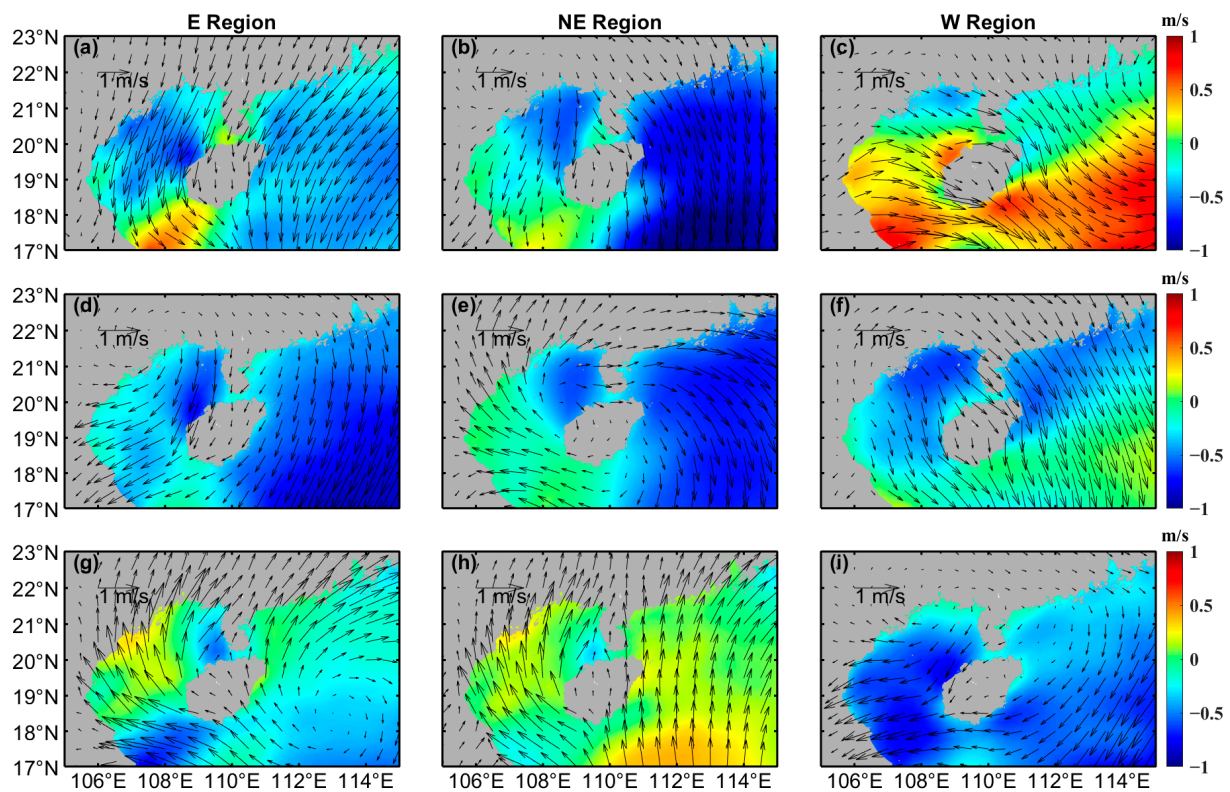 E Region NE Region W Region m/s
23°N (a) (b) (c) 1
22°N 1 m/s 1 m/s 1 m/s
21°N 0.5
20°N 0
19°N
18°N −0.5
17°N −1
m/s
23°N (d) (e) (f) 1
22°N 1 m/s 1 m/s 1 m/s
21°N 0.5
20°N 0
19°N
18°N −0.5
17°N −1
m/s
23°N (g) (h) (i) 1
22°N 1 m/s 1 m/s 1 m/s
21°N 0.5
20°N 0
19°N
18°N −0.5
17°N −1
106°E 108°E 110°E 112°E 114°E 106°E 108°E 110°E 112°E 114°E 106°E 108°E 110°E 112°E 114°E